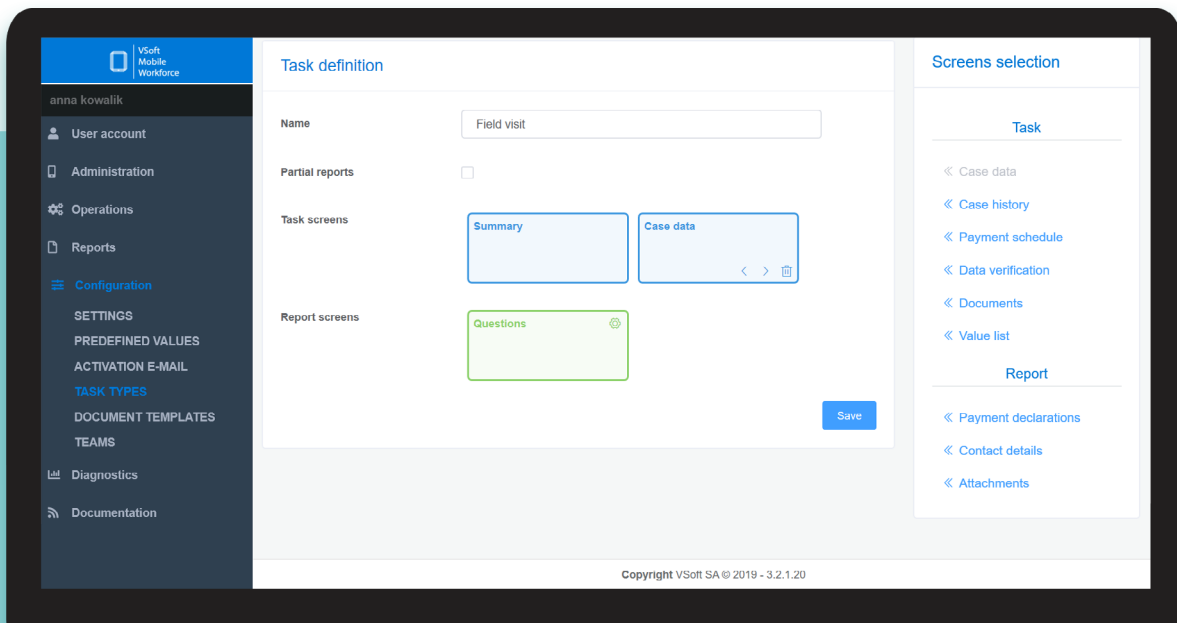 VSoft
Mobile
Workforce
anna kowalik
User account
Administration
Operations
Reports
Configuration
SETTINGS
PREDEFINED VALUES
ACTIVATION E-MAIL
TASK TYPES
DOCUMENT TEMPLATES
TEAMS
Diagnostics
Documentation
Task definition
Name
Field visit
Partial reports
Task screens
Summary
Case data
Report screens
Questions
Save
Screens selection
Task
Case data
Case history
Payment schedule
Data verification
Documents
Value list
Report
Payment declarations
Contact details
Attachments
Copyright VSoft SA © 2019 - 3.2.1.20